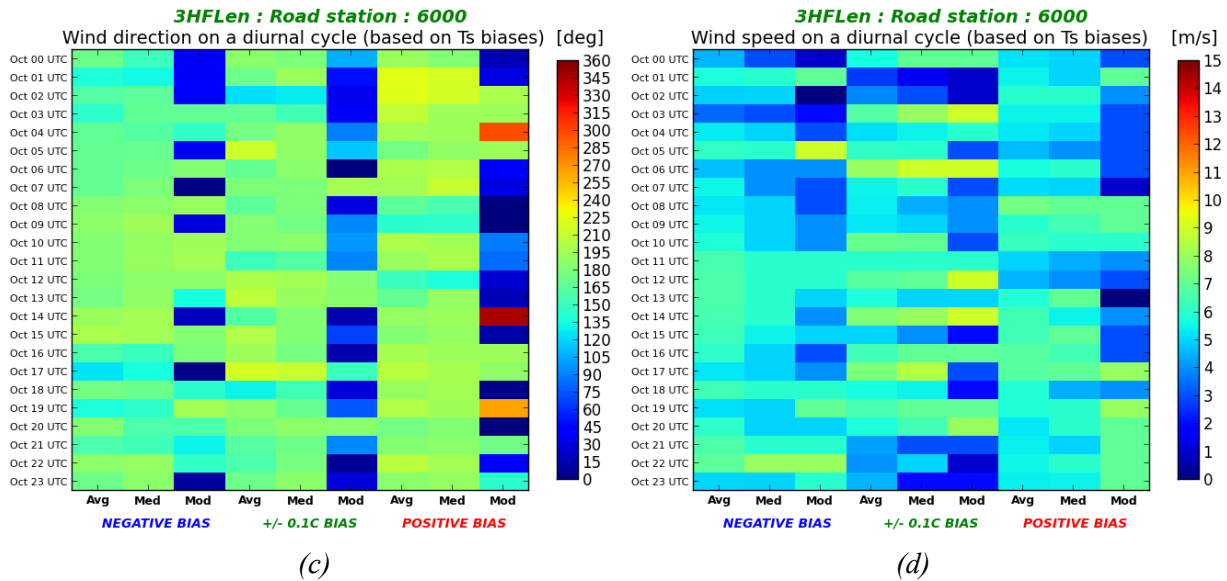 3HFLen : Road station : 6000
Wind direction on a diurnal cycle (based on Ts biases) [deg]
Oct 00 UTC
Oct 01 UTC
Oct 02 UTC
Oct 03 UTC
Oct 04 UTC
Oct 05 UTC
Oct 06 UTC
Oct 07 UTC
Oct 08 UTC
Oct 09 UTC
Oct 10 UTC
Oct 11 UTC
Oct 12 UTC
Oct 13 UTC
Oct 14 UTC
Oct 15 UTC
Oct 16 UTC
Oct 17 UTC
Oct 18 UTC
Oct 19 UTC
Oct 20 UTC
Oct 21 UTC
Oct 22 UTC
Oct 23 UTC
360
345
330
315
300
285
270
255
240
225
210
195
180
165
150
135
120
105
90
75
60
45
30
15
0
Avg Med Mod Avg Med Mod Avg Med Mod
NEGATIVE BIAS +/- 0.1C BIAS POSITIVE BIAS
(c)
3HFLen : Road station : 6000
Wind speed on a diurnal cycle (based on Ts biases) [m/s]
Oct 00 UTC
Oct 01 UTC
Oct 02 UTC
Oct 03 UTC
Oct 04 UTC
Oct 05 UTC
Oct 06 UTC
Oct 07 UTC
Oct 08 UTC
Oct 09 UTC
Oct 10 UTC
Oct 11 UTC
Oct 12 UTC
Oct 13 UTC
Oct 14 UTC
Oct 15 UTC
Oct 16 UTC
Oct 17 UTC
Oct 18 UTC
Oct 19 UTC
Oct 20 UTC
Oct 21 UTC
Oct 22 UTC
Oct 23 UTC
15
14
13
12
11
10
9
8
7
6
5
4
3
2
1
0
Avg Med Mod Avg Med Mod Avg Med Mod
NEGATIVE BIAS +/- 0.1C BIAS POSITIVE BIAS
(d)